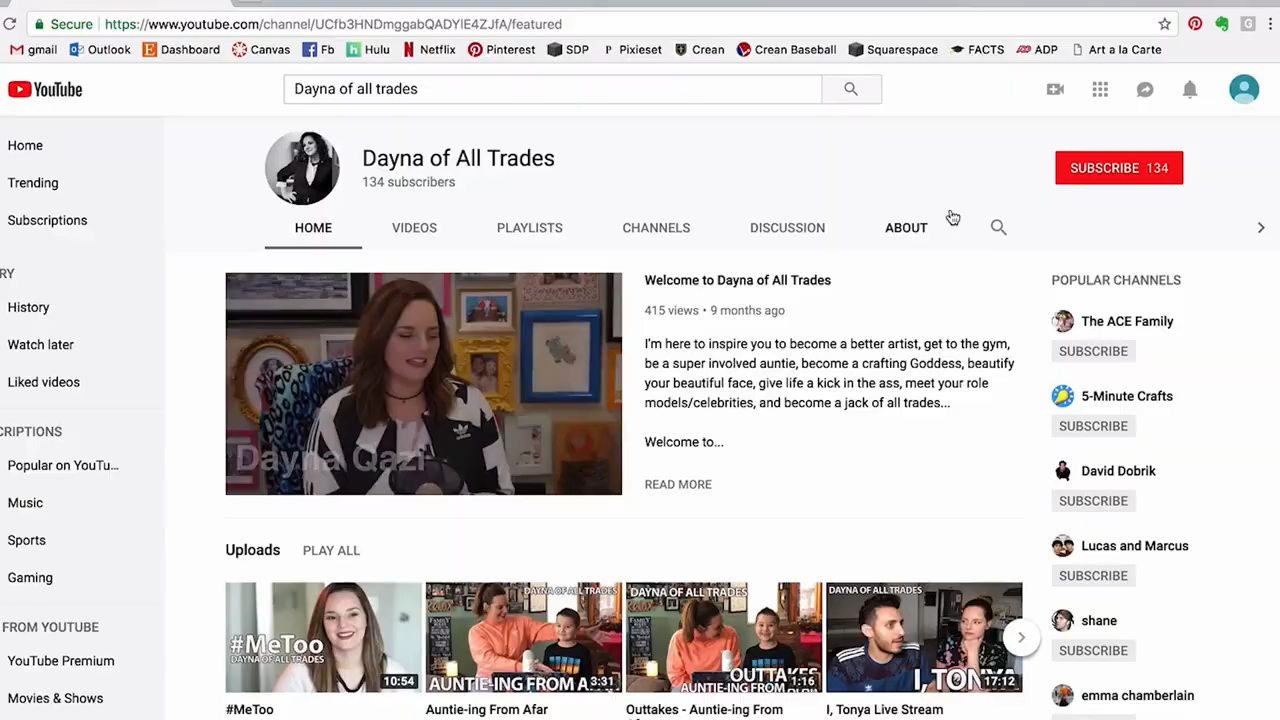 Secure https://www.youtube.com/channel/UCfb3HNDmggabQADYlE4ZJfA/featured
gmail Outlook Dashboard Canvas Fb Hulu Netflix Pinterest SDP Pixieset Crean Crean Baseball Squarespace FACTS ADP Art a la Carte
YouTube
Dayna of all trades
Home
Trending
Subscriptions
RY
History
Watch later
Liked videos
CRIPTIONS
Popular on YouTu...
Music
Sports
Gaming
FROM YOUTUBE
YouTube Premium
Movies & Shows
Dayna of All Trades
134 subscribers
SUBSCRIBE 134
HOME VIDEOS PLAYLISTS CHANNELS DISCUSSION ABOUT
Dayna Qazi
Welcome to Dayna of All Trades
415 views • 9 months ago
I'm here to inspire you to become a better artist, get to the gym,
be a super involved auntie, become a crafting Goddess, beautify
your beautiful face, give life a kick in the ass, meet your role
models/celebrities, and become a jack of all trades...
Welcome to...
READ MORE
Uploads PLAY ALL
#MeToo
DAYNA OF ALL TRADES
10:54
#MeToo
DAYNA OF ALL TRADES
AUNTIE-ING FROM A
3:31
Auntie-ing From Afar
DAYNA OF ALL TRADES
OUTTAKES
AUNTIE-ING FROM
1:16
Outtakes - Auntie-ing From
DAYNA OF ALL TRADES
I, TONYA
17:12
I, Tonya Live Stream
POPULAR CHANNELS
The ACE Family
SUBSCRIBE
5-Minute Crafts
SUBSCRIBE
David Dobrik
SUBSCRIBE
Lucas and Marcus
SUBSCRIBE
shane
SUBSCRIBE
emma chamberlain